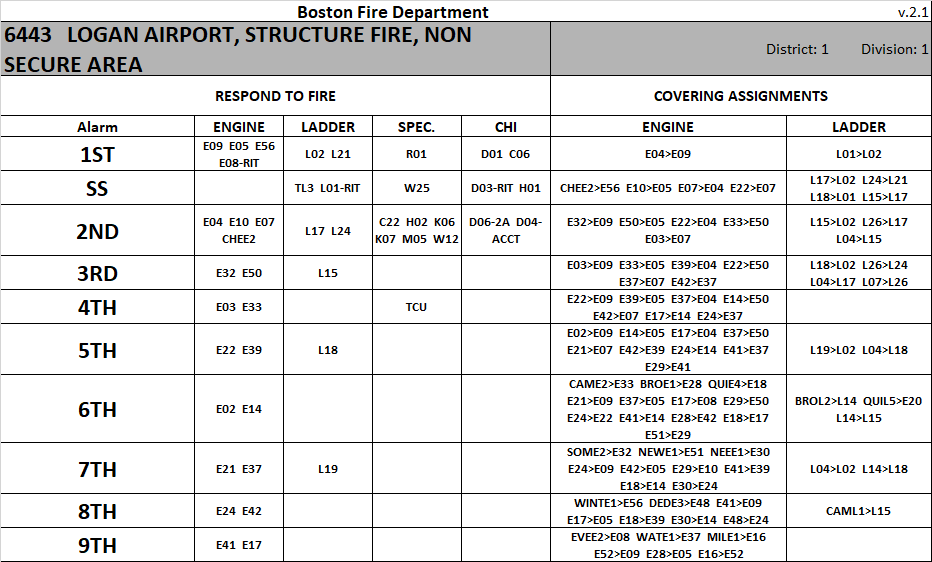 Boston Fire Department
v.2.1
6443 LOGAN AIRPORT, STRUCTURE FIRE, NON
SECURE AREA
District: 1 Division: 1
RESPOND TO FIRE
COVERING ASSIGNMENTS
Alarm ENGINE LADDER SPEC. CHI ENGINE LADDER
1ST
E09 E05 E56
E08-RIT
L02 L21
R01
D01 C06
E04>E09
L01>L02
SS
TL3 L01-RIT
W25
D03-RIT H01
CHEE2>E56 E10>E05 E07>E04 E22>E07
L17>L02 L24>L21
L18>L01 L15>L17
2ND
E04 E10 E07
CHEE2
L17 L24
C22 H02 K06
K07 M05 W12
D06-2A D04-
ACCT
E32>E09 E50>E05 E22>E04 E33>E50
E03>E07
L15>L02 L26>L17
L04>L15
3RD
E32 E50
L15
E03>E09 E33>E05 E39>E04 E22>E50
E37>E07 E42>E37
L18>L02 L26>L24
L04>L17 L07>L26
4TH
E03 E33
TCU
E22>E09 E39>E05 E37>E04 E14>E50
E42>E07 E17>E14 E24>E37
5TH
E22 E39
L18
E02>E09 E14>E05 E17>E04 E37>E50
E21>E07 E42>E39 E24>E14 E41>E37
E29>E41
L19>L02 L04>L18
6TH
E02 E14
CAME2>E33 BROE1>E28 QUIE4>E18
E21>E09 E37>E05 E17>E08 E29>E50
E24>E22 E41>E14 E28>E42 E18>E17
E51>E29
BROL2>L14 QUIL5>E20
L14>L15
7TH
E21 E37
L19
SOME2>E32 NEWE1>E51 NEEE1>E30
E24>E09 E42>E05 E29>E10 E41>E39
E18>E14 E30>E24
L04>L02 L14>L18
8TH
E24 E42
WINTE1>E56 DEDE3>E48 E41>E09
E17>E05 E18>E39 E30>E14 E48>E24
CAML1>L15
9TH
E41 E17
EVEE2>E08 WATE1>E37 MILE1>E16
E52>E09 E28>E05 E16>E52